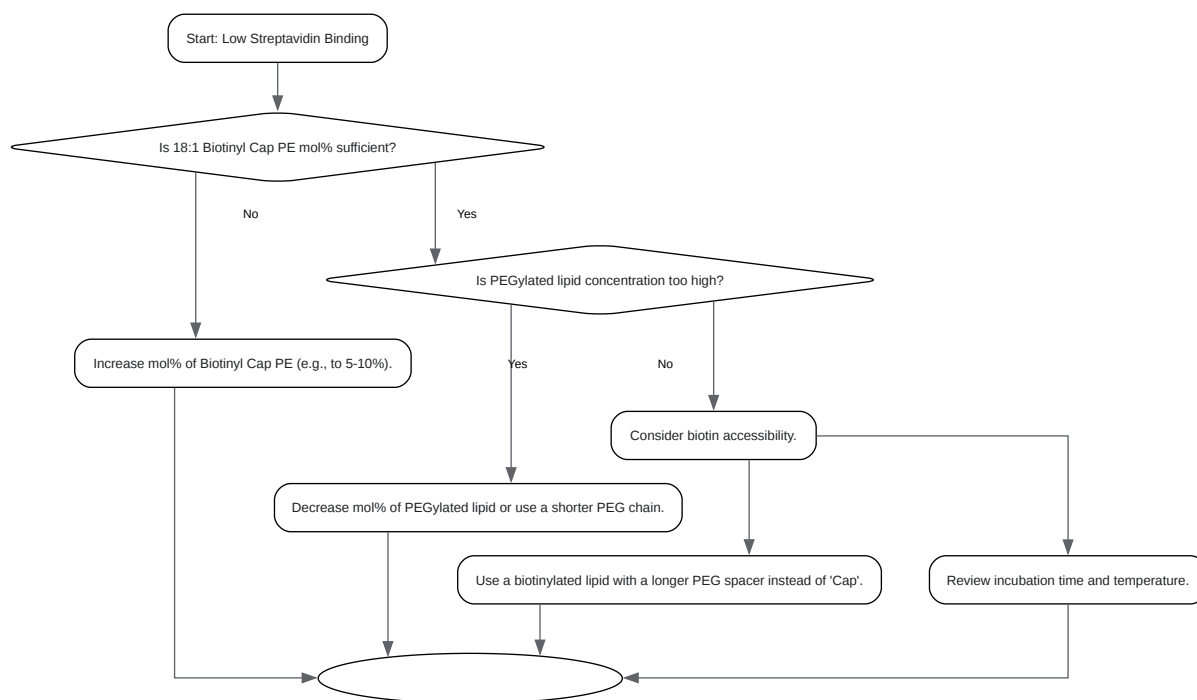 Start: Low Streptavidin Binding
Is 18:1 Biotinyl Cap PE mol% sufficient?
No
Yes
Is PEGylated lipid concentration too high?
Increase mol% of Biotinyl Cap PE (e.g., to 5-10%).
Yes
No
Consider biotin accessibility.
Decrease mol% of PEGylated lipid or use a shorter PEG chain.
Use a biotinylated lipid with a longer PEG spacer instead of 'Cap'.
Review incubation time and temperature.